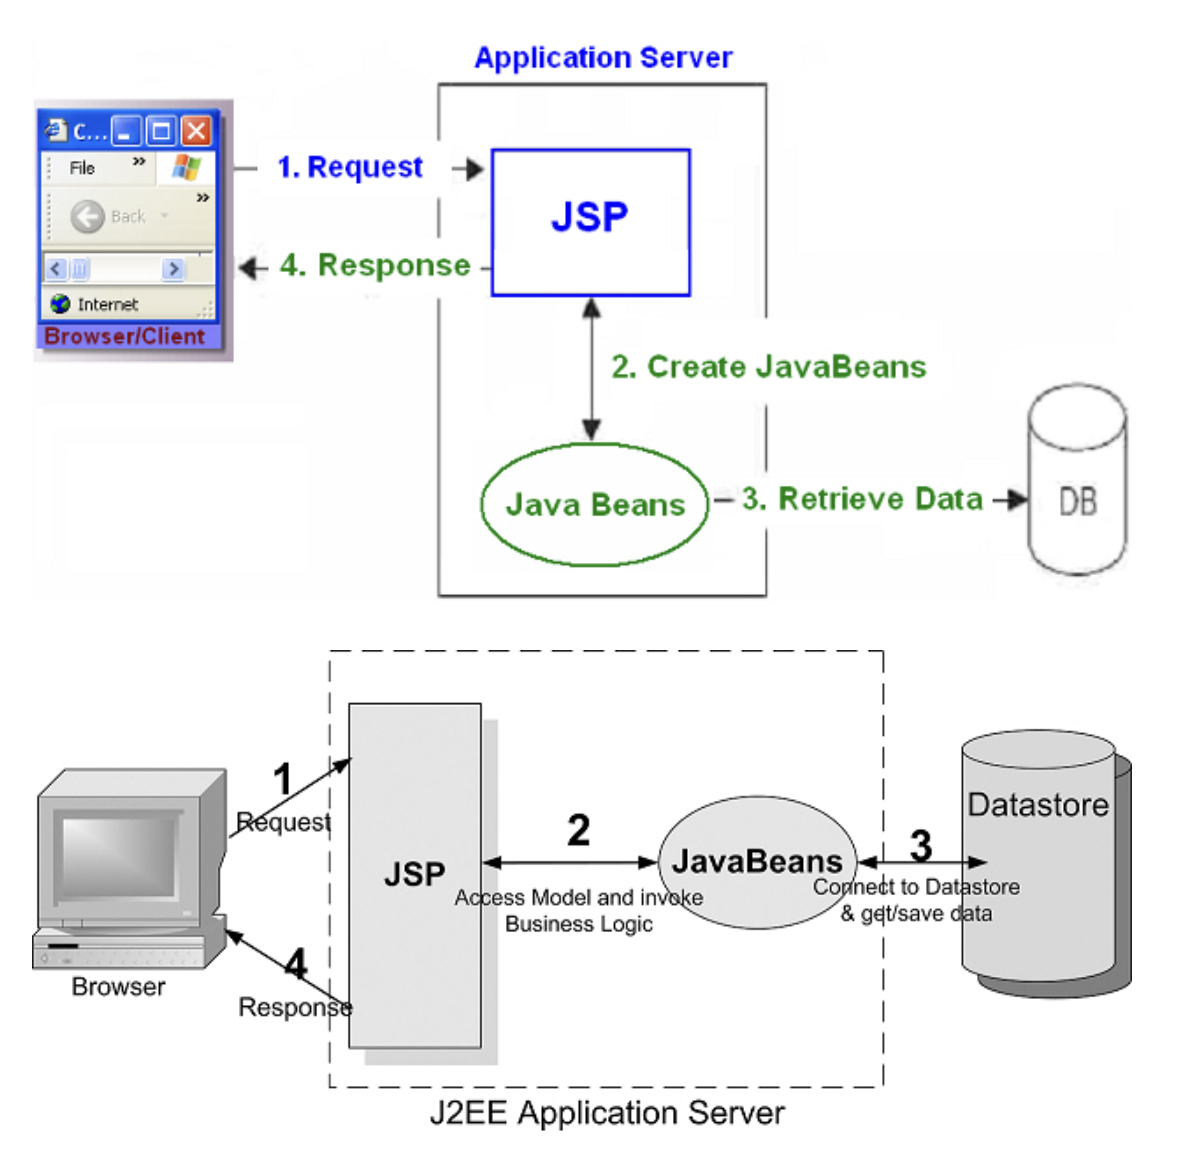 Application Server
C...
File
»
1. Request
JSP
»
Back
4. Response
Internet
Browser/Client
2. Create JavaBeans
Java Beans
3. Retrieve Data
DB
1
Request
JSP
2
Access Model and invoke
Business Logic
JavaBeans
3
Connect to Datastore
& get/save data
Datastore
Browser
4
Response
J2EE Application Server